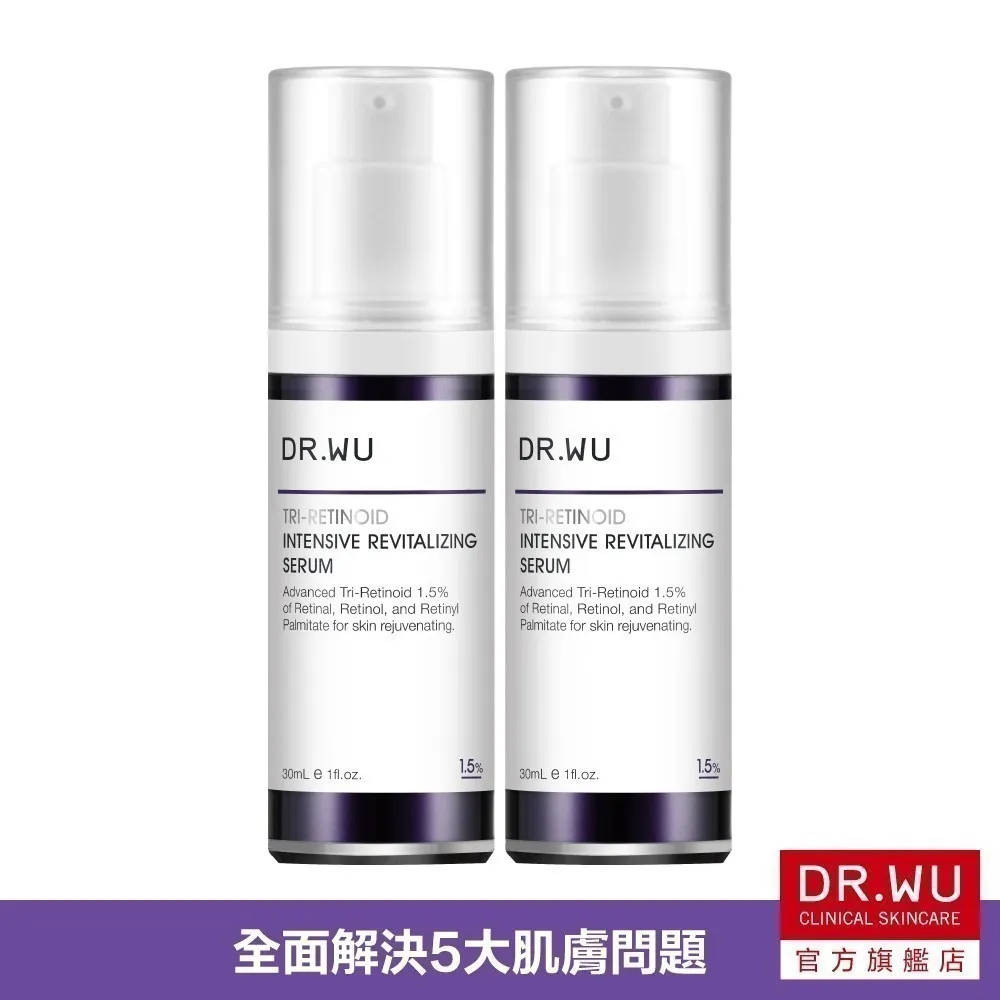 DR.WU
TRI-RETINOID
INTENSIVE REVITALIZING
SERUM
Advanced Tri-Retinoid 1.5%
of Retinal, Retinol, and Retinyl
Palmitate for skin rejuvenating.
30mL e 1fl.oz.
1.5%
DR.WU
TRI-RETINOID
INTENSIVE REVITALIZING
SERUM
Advanced Tri-Retinoid 1.5%
of Retinal, Retinol, and Retinyl
Palmitate for skin rejuvenating.
30mL e 1fl.oz.
1.5%
DR.WU
CLINICAL SKINCARE
官方旗艦店
全面解決5大肌膚問題